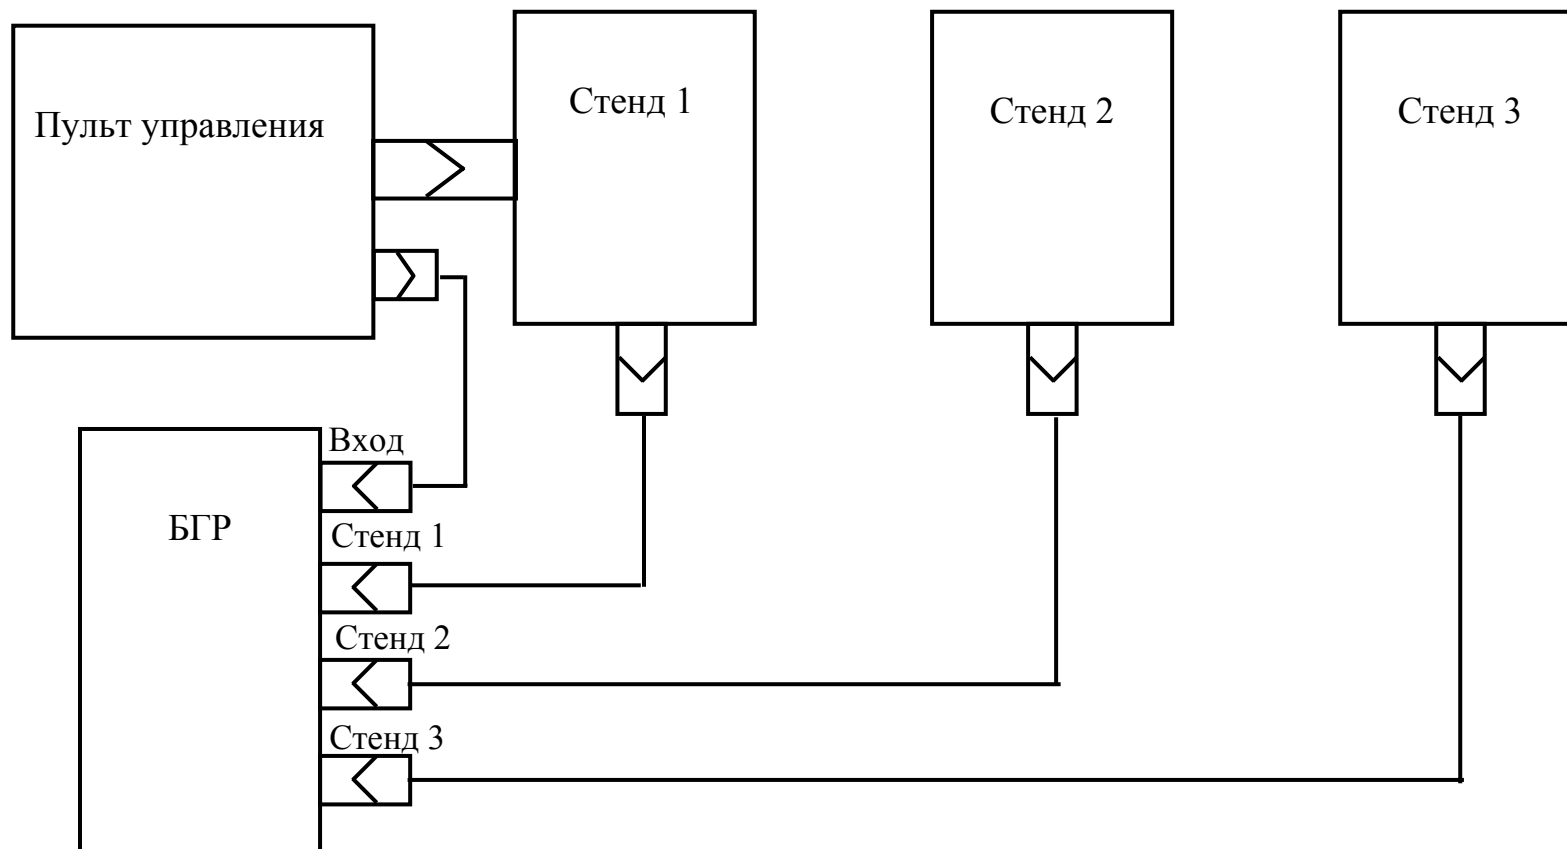 Пульт управления
Стенд 1
Стенд 2
Стенд 3
Вход
БГР
Стенд 1
Стенд 2
Стенд 3